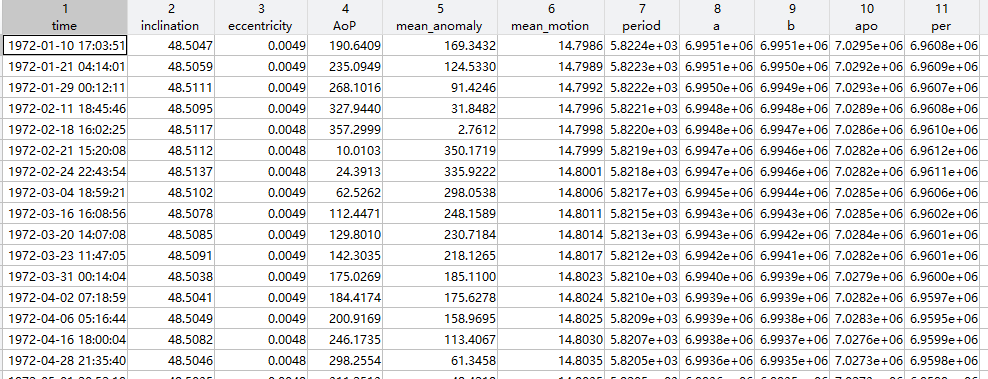 1 2 3 4 5 6 7 8 9 10 11
time inclination eccentricity AoP mean_anomaly mean_motion period a b apo per
1972-01-10 17:03:51 48.5047 0.0049 190.6409 169.3432 14.7986 5.8224e+03 6.9951e+06 6.9951e+06 7.0295e+06 6.9608e+06
1972-01-21 04:14:01 48.5059 0.0049 235.0949 124.5330 14.7989 5.8223e+03 6.9951e+06 6.9950e+06 7.0292e+06 6.9609e+06
1972-01-29 00:12:11 48.5111 0.0049 268.1016 91.4246 14.7992 5.8222e+03 6.9950e+06 6.9949e+06 7.0293e+06 6.9607e+06
1972-02-11 18:45:46 48.5095 0.0049 327.9440 31.8482 14.7996 5.8221e+03 6.9948e+06 6.9948e+06 7.0289e+06 6.9608e+06
1972-02-18 16:02:25 48.5117 0.0048 357.2999 2.7612 14.7998 5.8220e+03 6.9948e+06 6.9947e+06 7.0286e+06 6.9610e+06
1972-02-21 15:20:08 48.5112 0.0048 10.0103 350.1719 14.7999 5.8219e+03 6.9947e+06 6.9946e+06 7.0282e+06 6.9612e+06
1972-02-24 22:43:54 48.5137 0.0048 24.3913 335.9222 14.8001 5.8218e+03 6.9947e+06 6.9946e+06 7.0282e+06 6.9611e+06
1972-03-04 18:59:21 48.5102 0.0049 62.5262 298.0538 14.8006 5.8217e+03 6.9945e+06 6.9944e+06 7.0285e+06 6.9606e+06
1972-03-16 16:08:56 48.5078 0.0049 112.4471 248.1589 14.8011 5.8215e+03 6.9943e+06 6.9943e+06 7.0285e+06 6.9602e+06
1972-03-20 14:07:08 48.5085 0.0049 129.8010 230.7184 14.8014 5.8213e+03 6.9943e+06 6.9942e+06 7.0284e+06 6.9601e+06
1972-03-23 11:47:05 48.5091 0.0049 142.3035 218.1265 14.8017 5.8212e+03 6.9942e+06 6.9941e+06 7.0282e+06 6.9601e+06
1972-03-31 00:14:04 48.5038 0.0049 175.0269 185.1100 14.8023 5.8210e+03 6.9940e+06 6.9939e+06 7.0279e+06 6.9600e+06
1972-04-02 07:18:59 48.5041 0.0049 184.4174 175.6278 14.8024 5.8210e+03 6.9939e+06 6.9939e+06 7.0282e+06 6.9597e+06
1972-04-06 05:16:44 48.5049 0.0049 200.9169 158.9695 14.8025 5.8209e+03 6.9939e+06 6.9938e+06 7.0283e+06 6.9595e+06
1972-04-16 18:00:04 48.5082 0.0048 246.1735 113.4067 14.8030 5.8207e+03 6.9938e+06 6.9937e+06 7.0276e+06 6.9599e+06
1972-04-28 21:35:40 48.5046 0.0048 298.2554 61.3458 14.8035 5.8205e+03 6.9936e+06 6.9935e+06 7.0273e+06 6.9598e+06